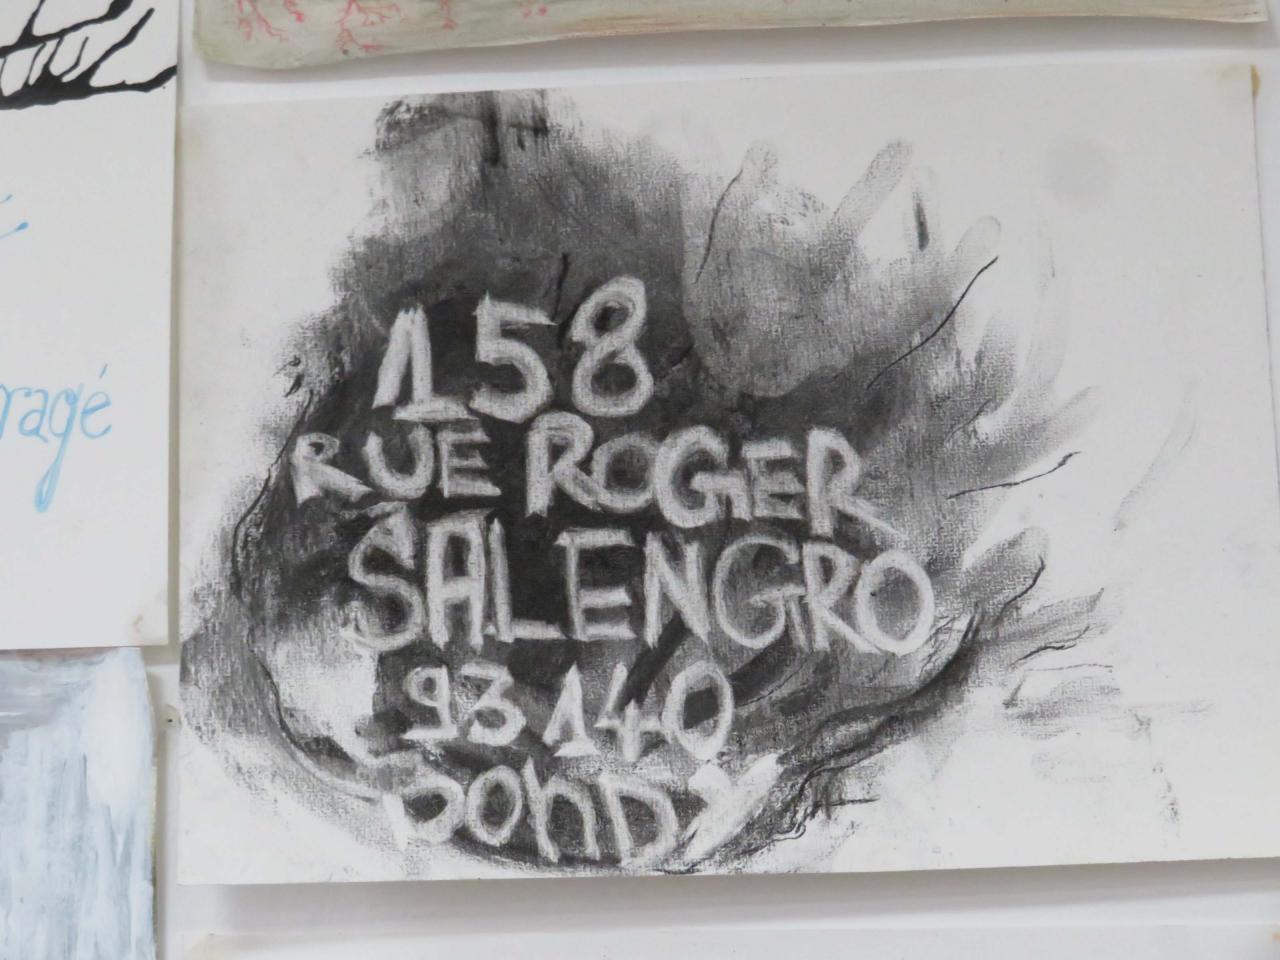 158
RUE ROGER
SALENGRO
93140
BONDY
ragé